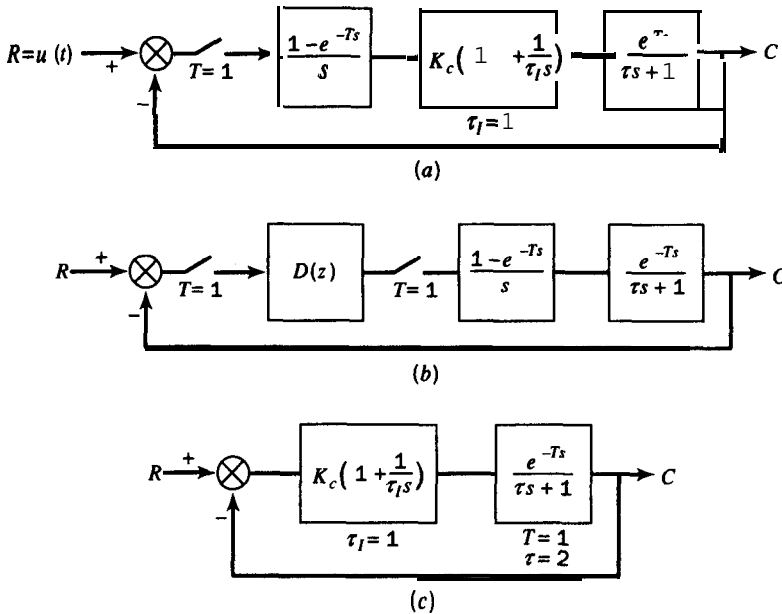 R=u (t)
+
−
T= 1
1−e^−Ts / s
K_c( 1 + 1/τ_I s)
τ_I = 1
τs + 1
C
(a)
R
+
−
T= 1
D(z)
T= 1
1−e^−Ts / s
e^−Ts / τs + 1
C
(b)
R
+
−
K_c( 1 + 1/τ_I s)
τ_I = 1
e^−Ts / τs + 1
T= 1
τ= 2
C
(c)